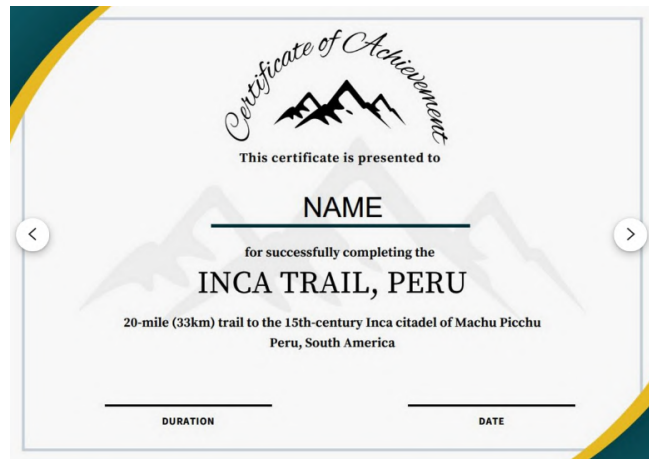 Certificate of Achievement
This certificate is presented to
NAME
for successfully completing the
INCA TRAIL, PERU
20-mile (33km) trail to the 15th-century Inca citadel of Machu Picchu
Peru, South America
DURATION
DATE